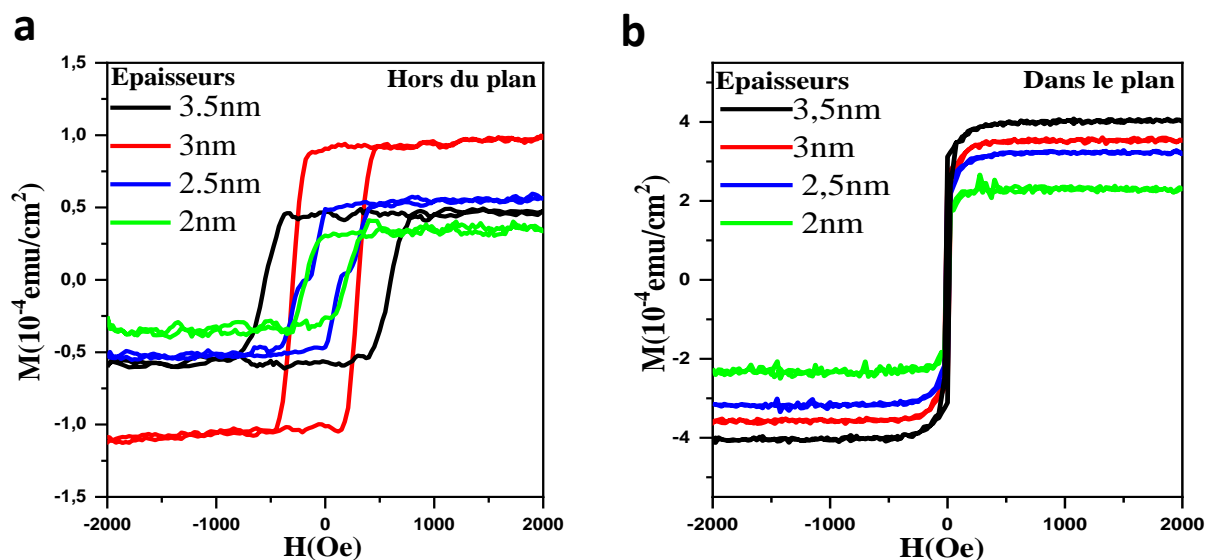 a
Epaisseurs
Hors du plan
3.5nm
3nm
2.5nm
2nm
1,5
1,0
0,5
0,0
-0,5
-1,0
-1,5
-2000
-1000
0
1000
2000
M(10⁻⁴emu/cm²)
H(Oe)
b
Epaisseurs
Dans le plan
3,5nm
3nm
2,5nm
2nm
4
2
0
-2
-4
-2000
-1000
0
1000
2000
M(10⁻⁴emu/cm²)
H(Oe)